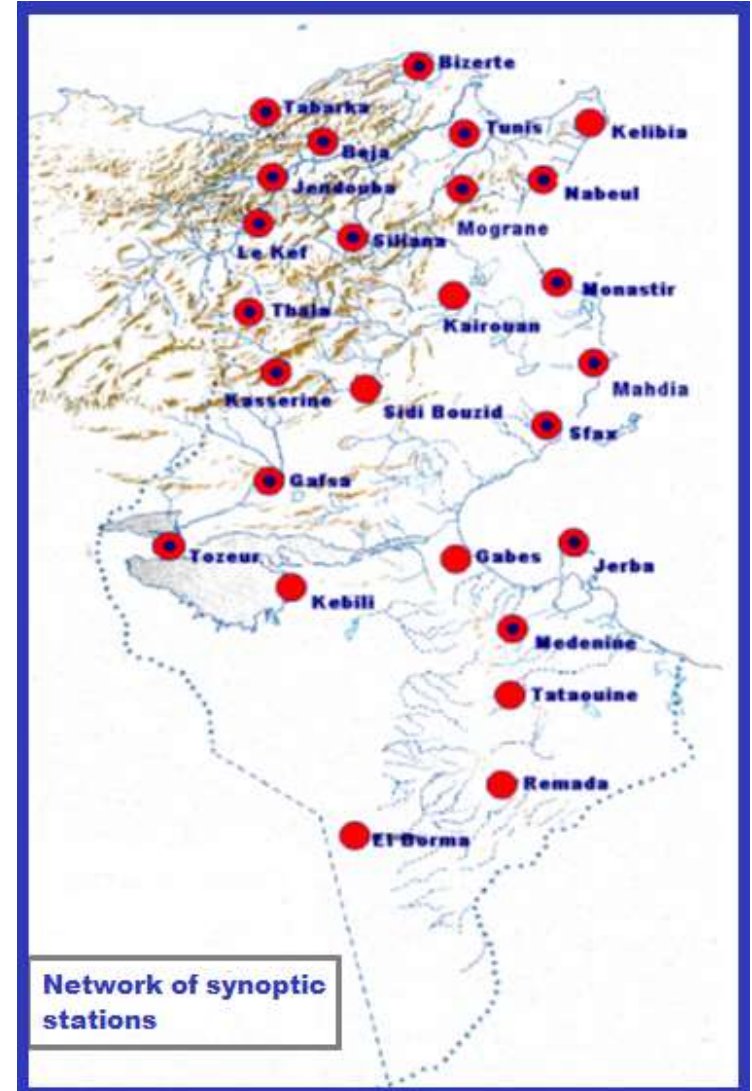 Bizerte
Tabarka
Tunis
Kelibia
Beja
Jendouba
Nabeul
Mograne
Siliana
Le Kef
Monastir
Thala
Kairouan
Kasserine
Mahdia
Sidi Bouzid
Sfax
Gafsa
Tozeur
Gabes
Jerba
Kebili
Medenine
Tataouine
Remada
El Borma
Network of synoptic
stations